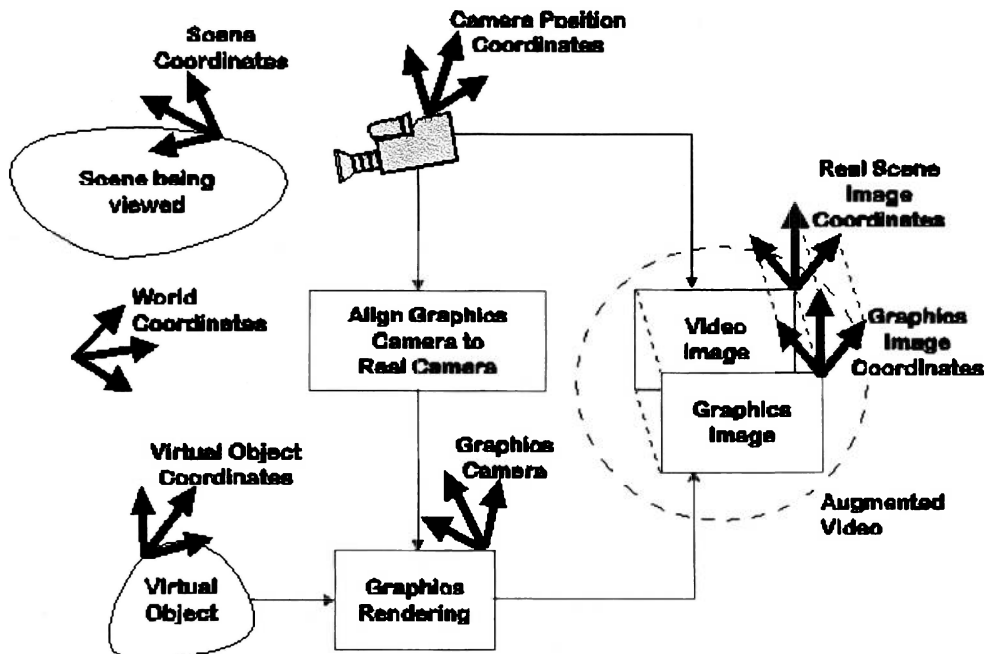 Scene
Coordinates
Camera Position
Coordinates
Scene being
viewed
Real Scene
Image
Coordinates
World
Coordinates
Align Graphics
Camera to
Real Camera
Video
Image
Graphics
Image
Coordinates
Graphics
Image
Virtual Object
Coordinates
Graphics
Camera
Augmented
Video
Virtual
Object
Graphics
Rendering